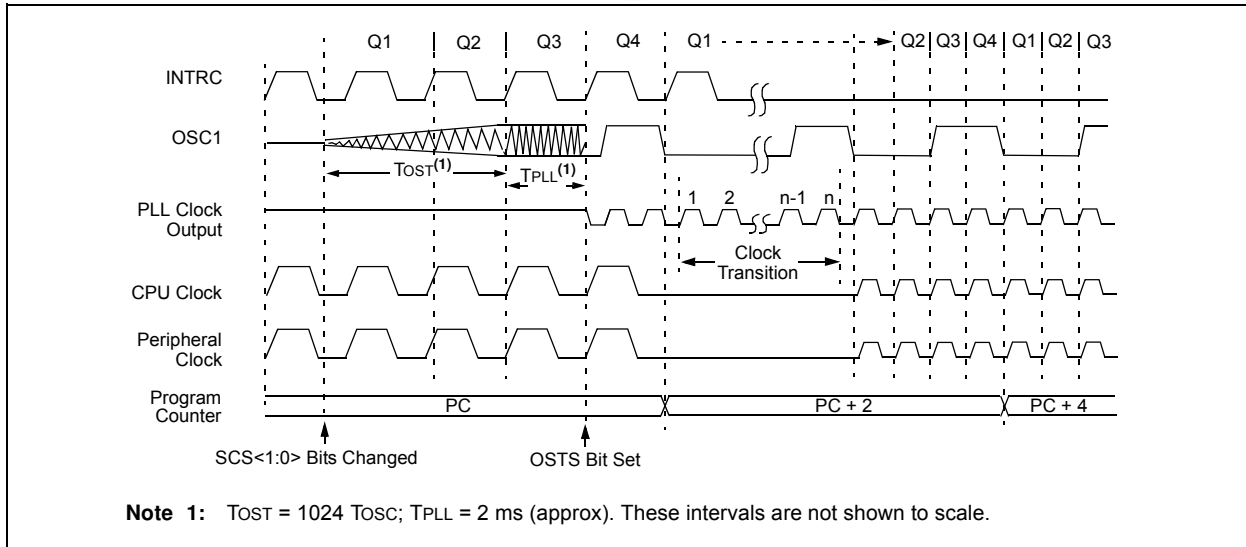 Q1 Q2 Q3 Q4 Q1 Q2 Q3 Q4 Q1 Q2 Q3
INTRC
OSC1
TOST(1) TPLL(1)
1 2 n-1 n
PLL Clock
Output
Clock
Transition
CPU Clock
Peripheral
Clock
Program
Counter
PC PC + 2 PC + 4
SCS<1:0> Bits Changed OSTS Bit Set
Note 1: TOST = 1024 TOSC; TPLL = 2 ms (approx). These intervals are not shown to scale.